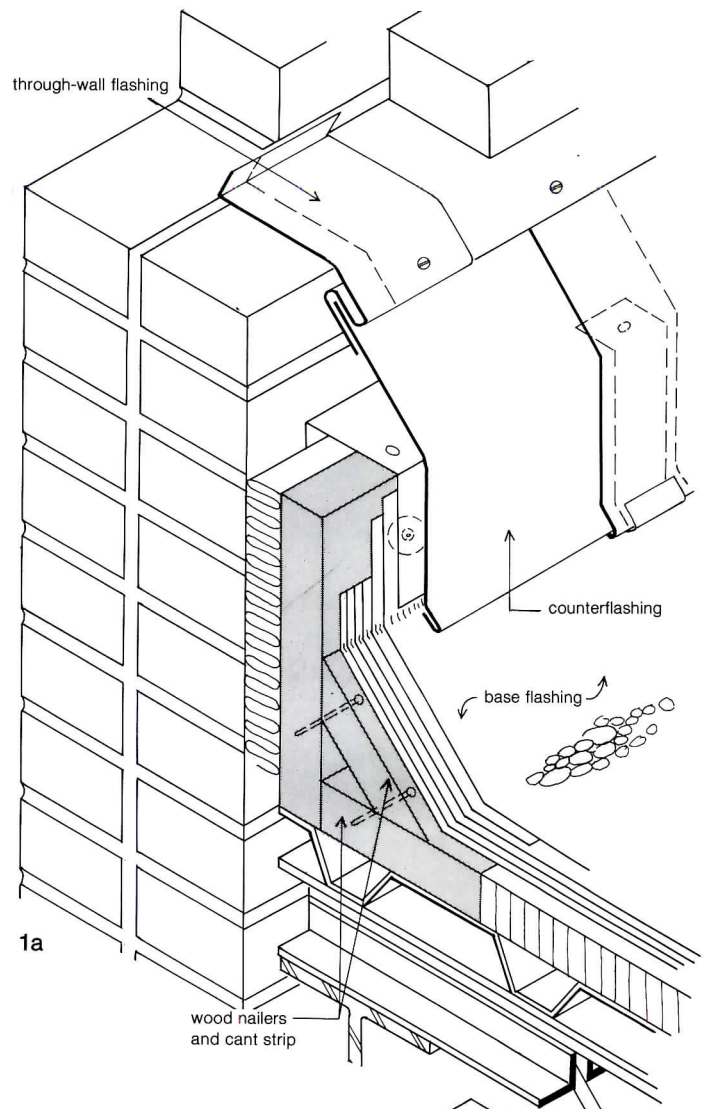 through-wall flashing
counterflashing
base flashing
1a
wood nailers
and cant strip